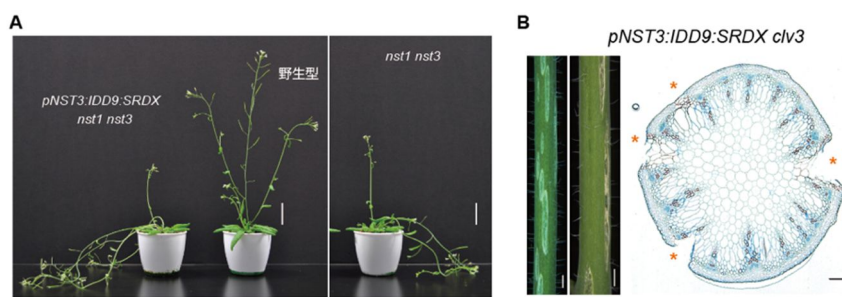 A
pNST3:IDD9:SRDX
nst1 nst3
野生型
nst1 nst3
B
pNST3:IDD9:SRDX clv3
*
*
*
*